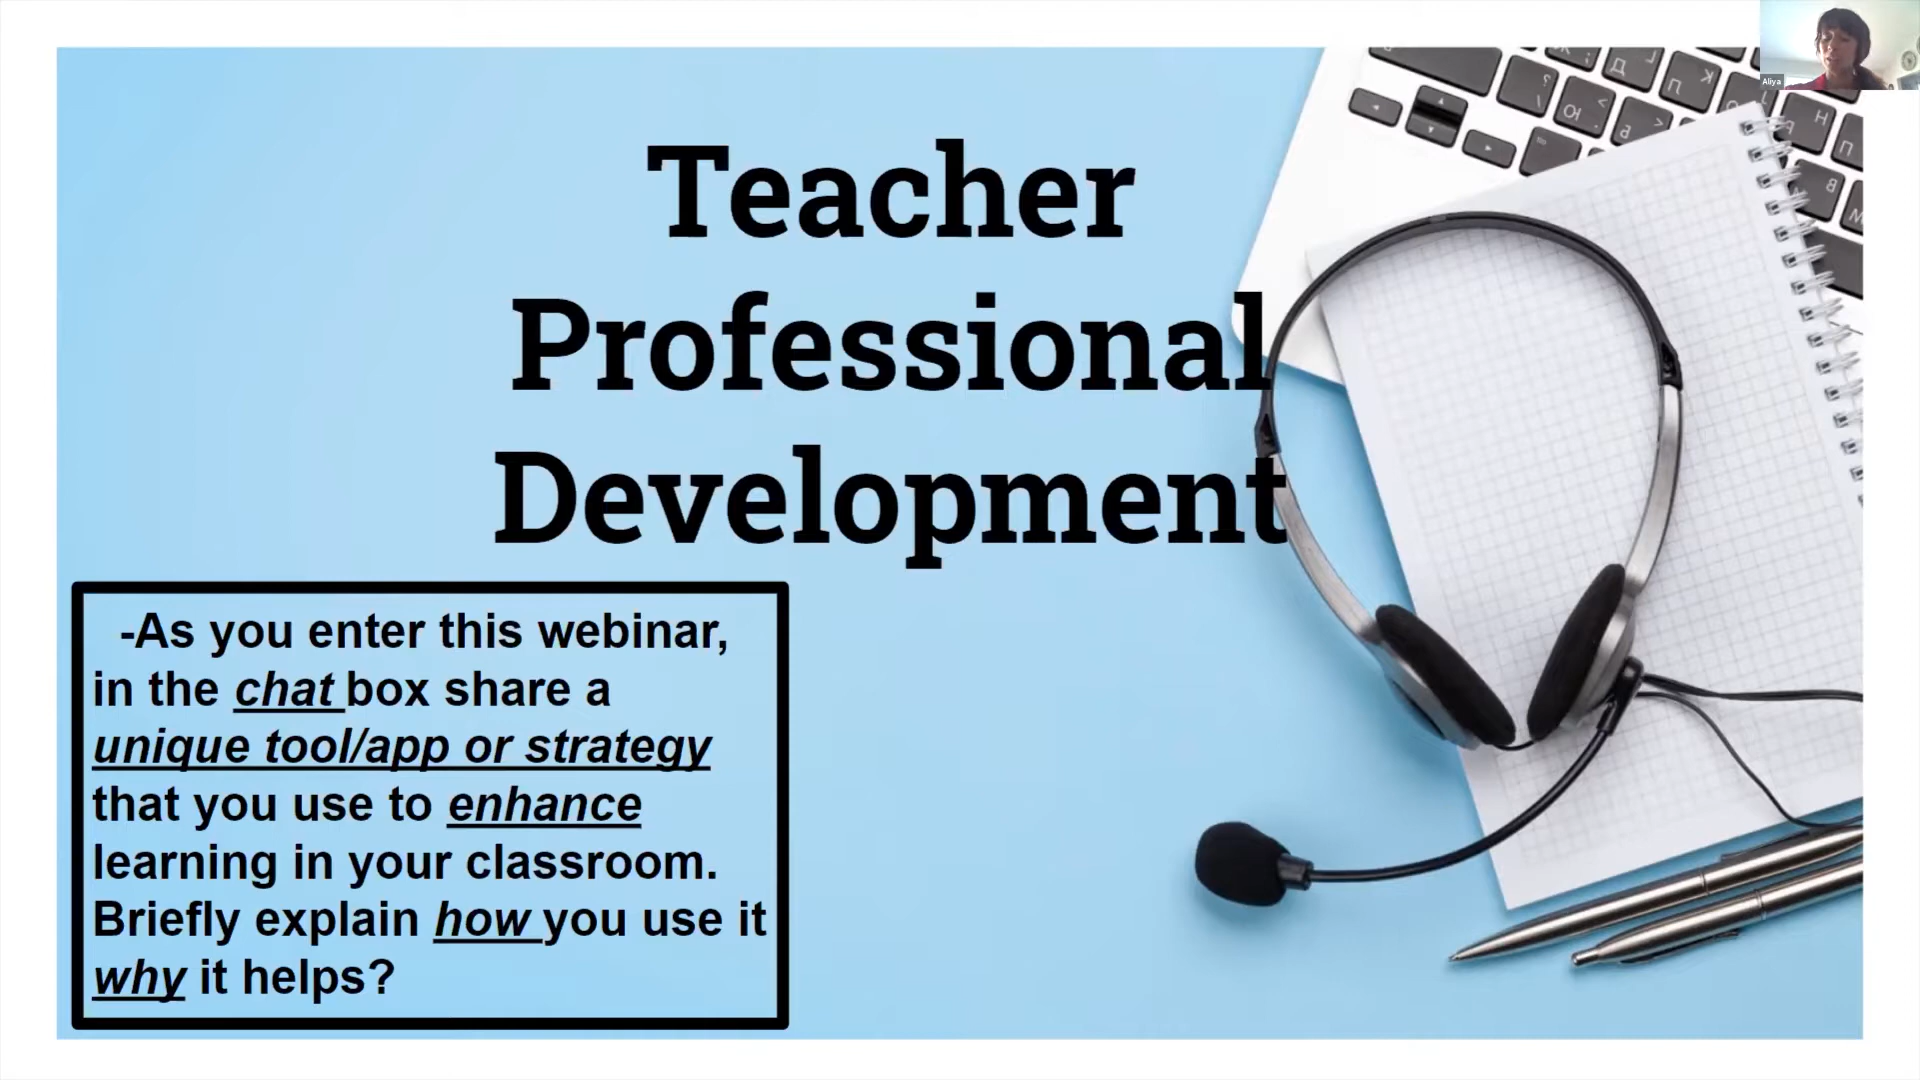 Aliya
Teacher
Professional
Development
-As you enter this webinar,
in the chat box share a
unique tool/app or strategy
that you use to enhance
learning in your classroom.
Briefly explain how you use it
why it helps?